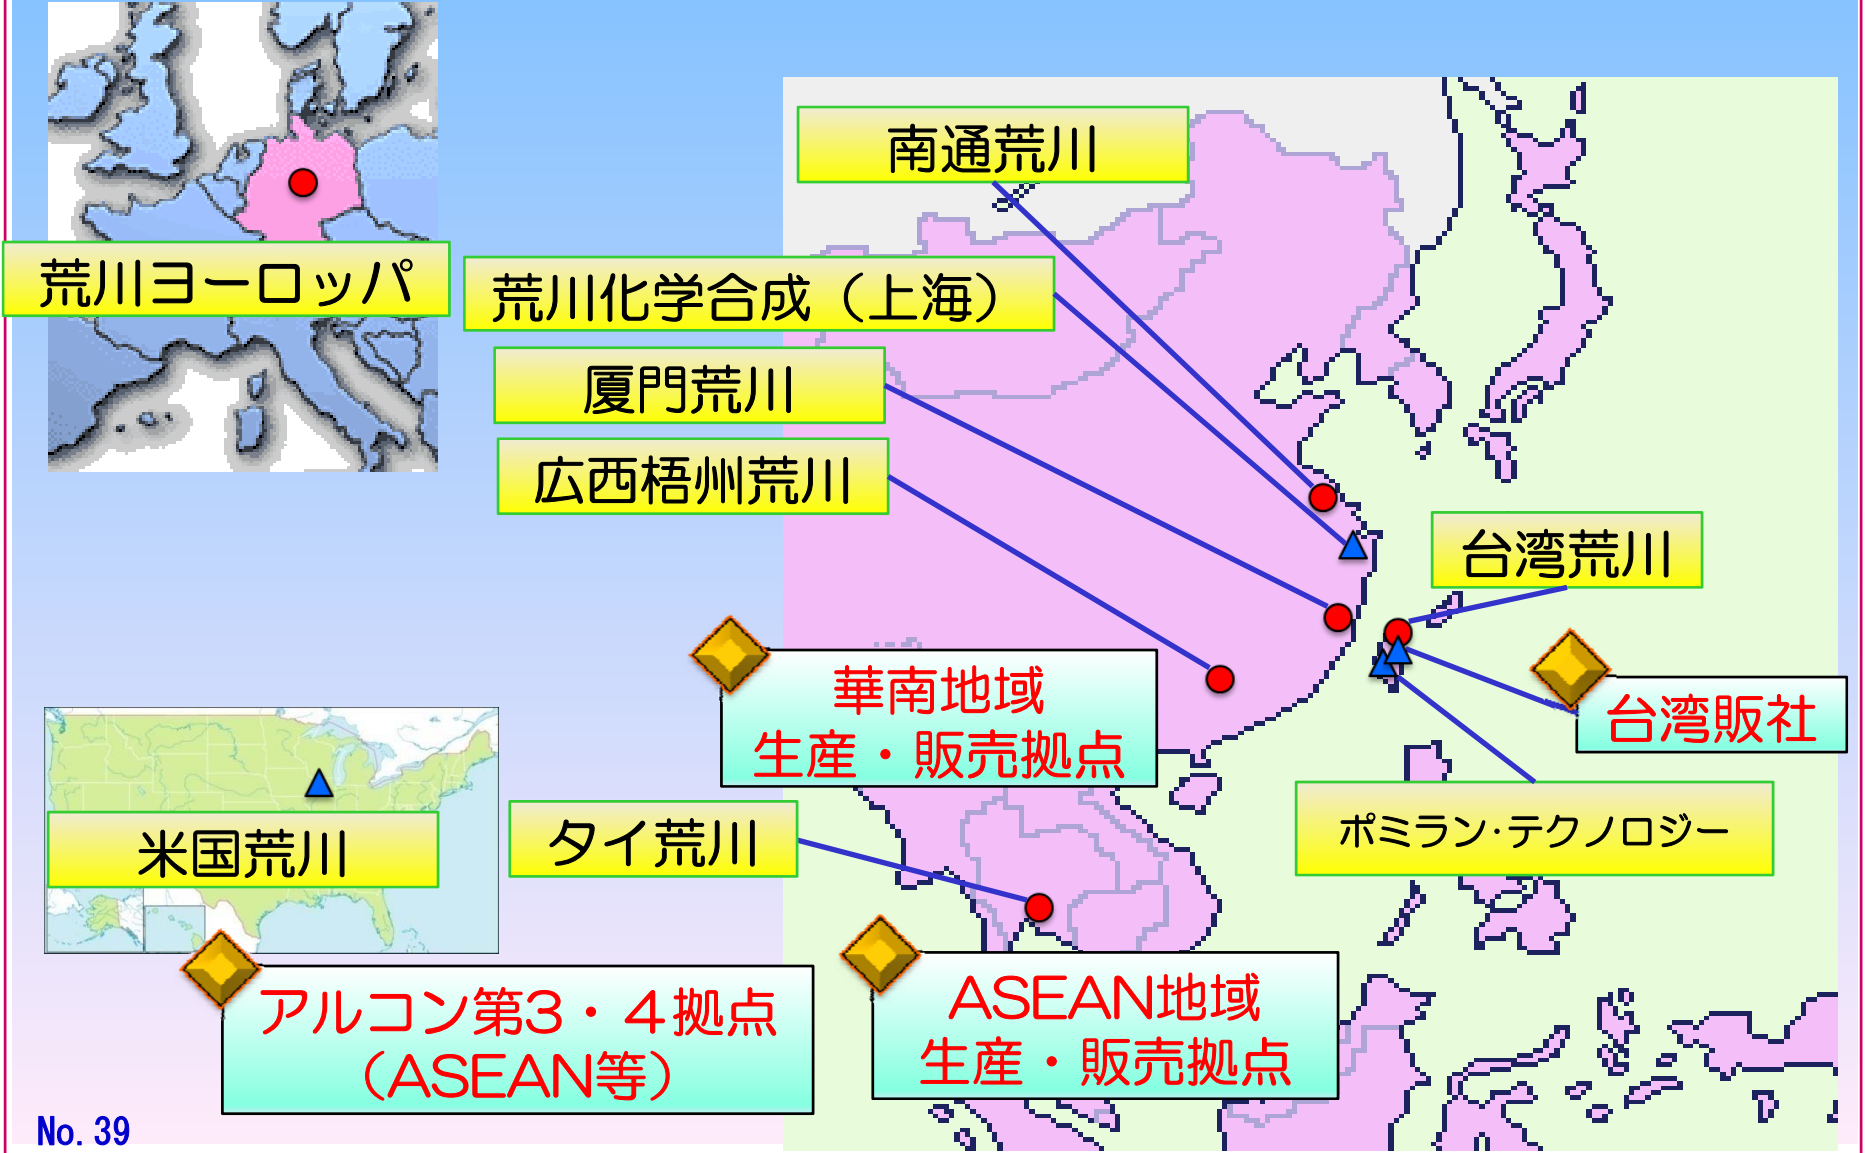 南通荒川
荒川ヨーロッパ
荒川化学合成（上海）
厦門荒川
広西梧州荒川
台湾荒川
華南地域
生産・販売拠点
台湾販社
米国荒川
タイ荒川
ポミラン･テクノロジー
アルコン第3・４拠点
（ASEAN等）
ASEAN地域
生産・販売拠点
No. 39